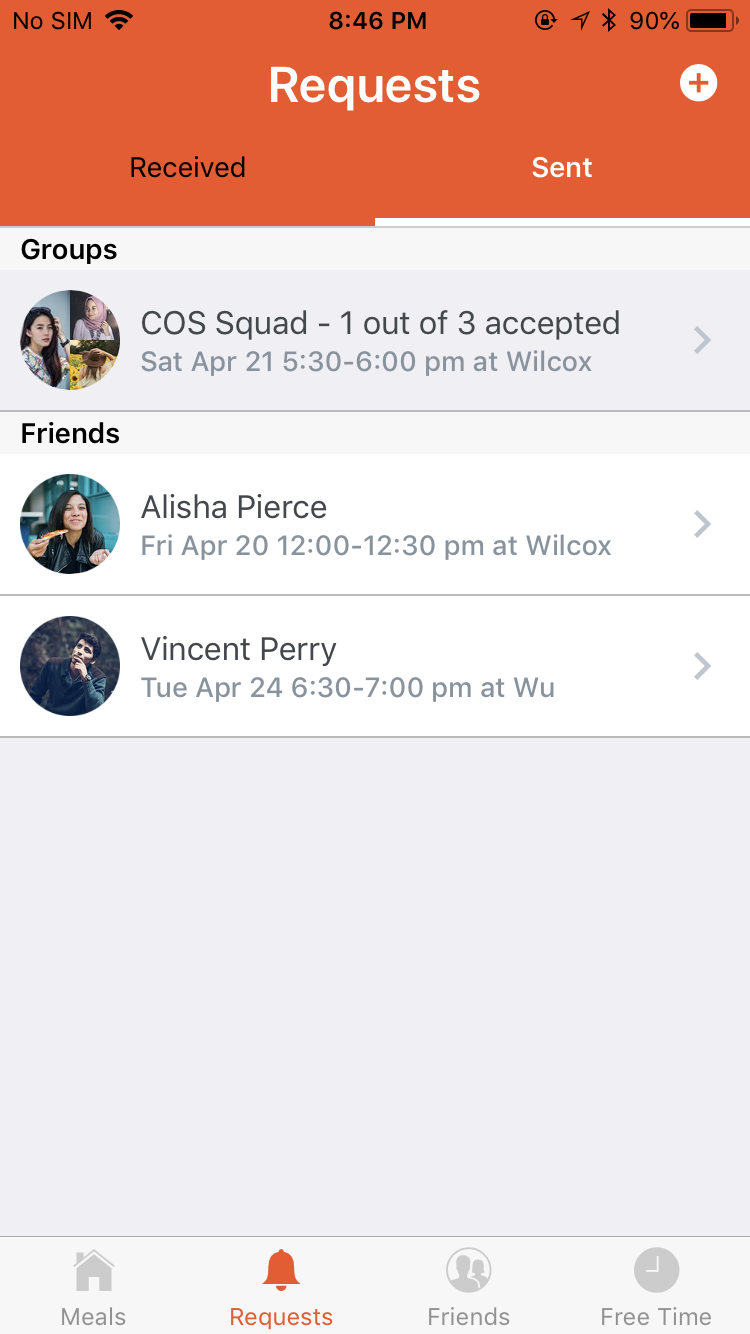 No SIM 8:46 PM 90%
Requests
Received Sent
Groups
COS Squad - 1 out of 3 accepted
Sat Apr 21 5:30-6:00 pm at Wilcox
Friends
Alisha Pierce
Fri Apr 20 12:00-12:30 pm at Wilcox
Vincent Perry
Tue Apr 24 6:30-7:00 pm at Wu
Meals Requests Friends Free Time